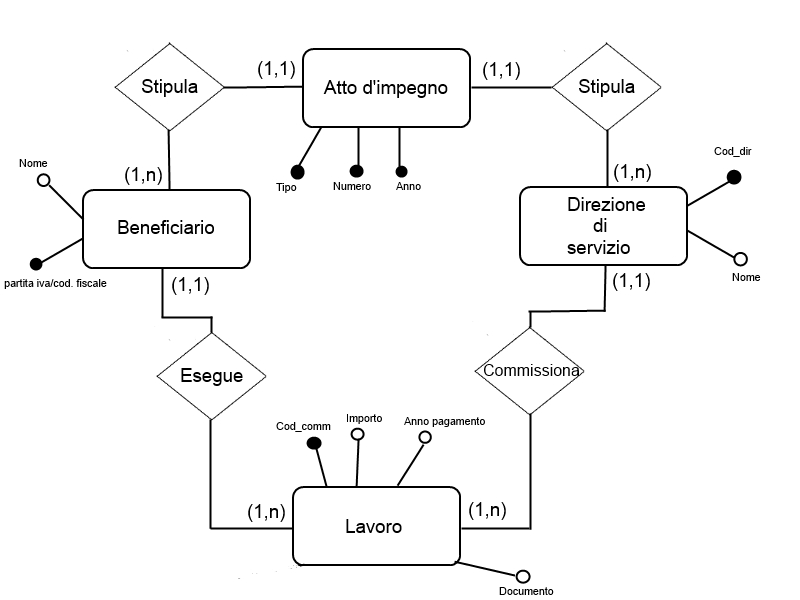 (1,1)
(1,1)
Stipula
Atto d'impegno
Stipula
Nome
(1,n)
Tipo
Numero
Anno
(1,n)
Cod_dir
Beneficiario
Direzione
di
servizio
partita iva/cod. fiscale
(1,1)
(1,1)
Nome
Esegue
Commissiona
Cod_comm
Importo
Anno pagamento
(1,n)
Lavoro
(1,n)
Documento